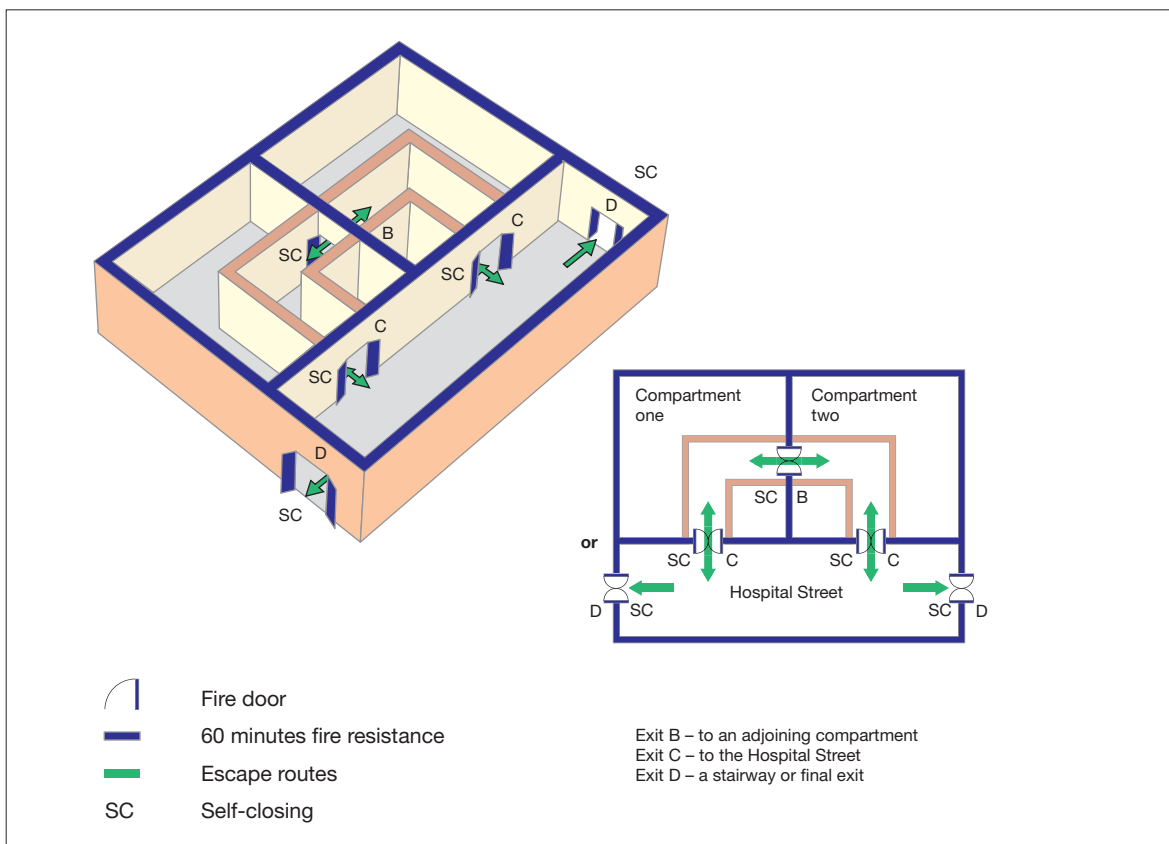 SC
D
C
B
SC
SC
C
SC
D
SC
Compartment
one
Compartment
two
SC
B
or
SC
C
SC
C
Hospital Street
D
SC
SC
D
Fire door
60 minutes fire resistance
Escape routes
SC
Self-closing
Exit B – to an adjoining compartment
Exit C – to the Hospital Street
Exit D – a stairway or final exit